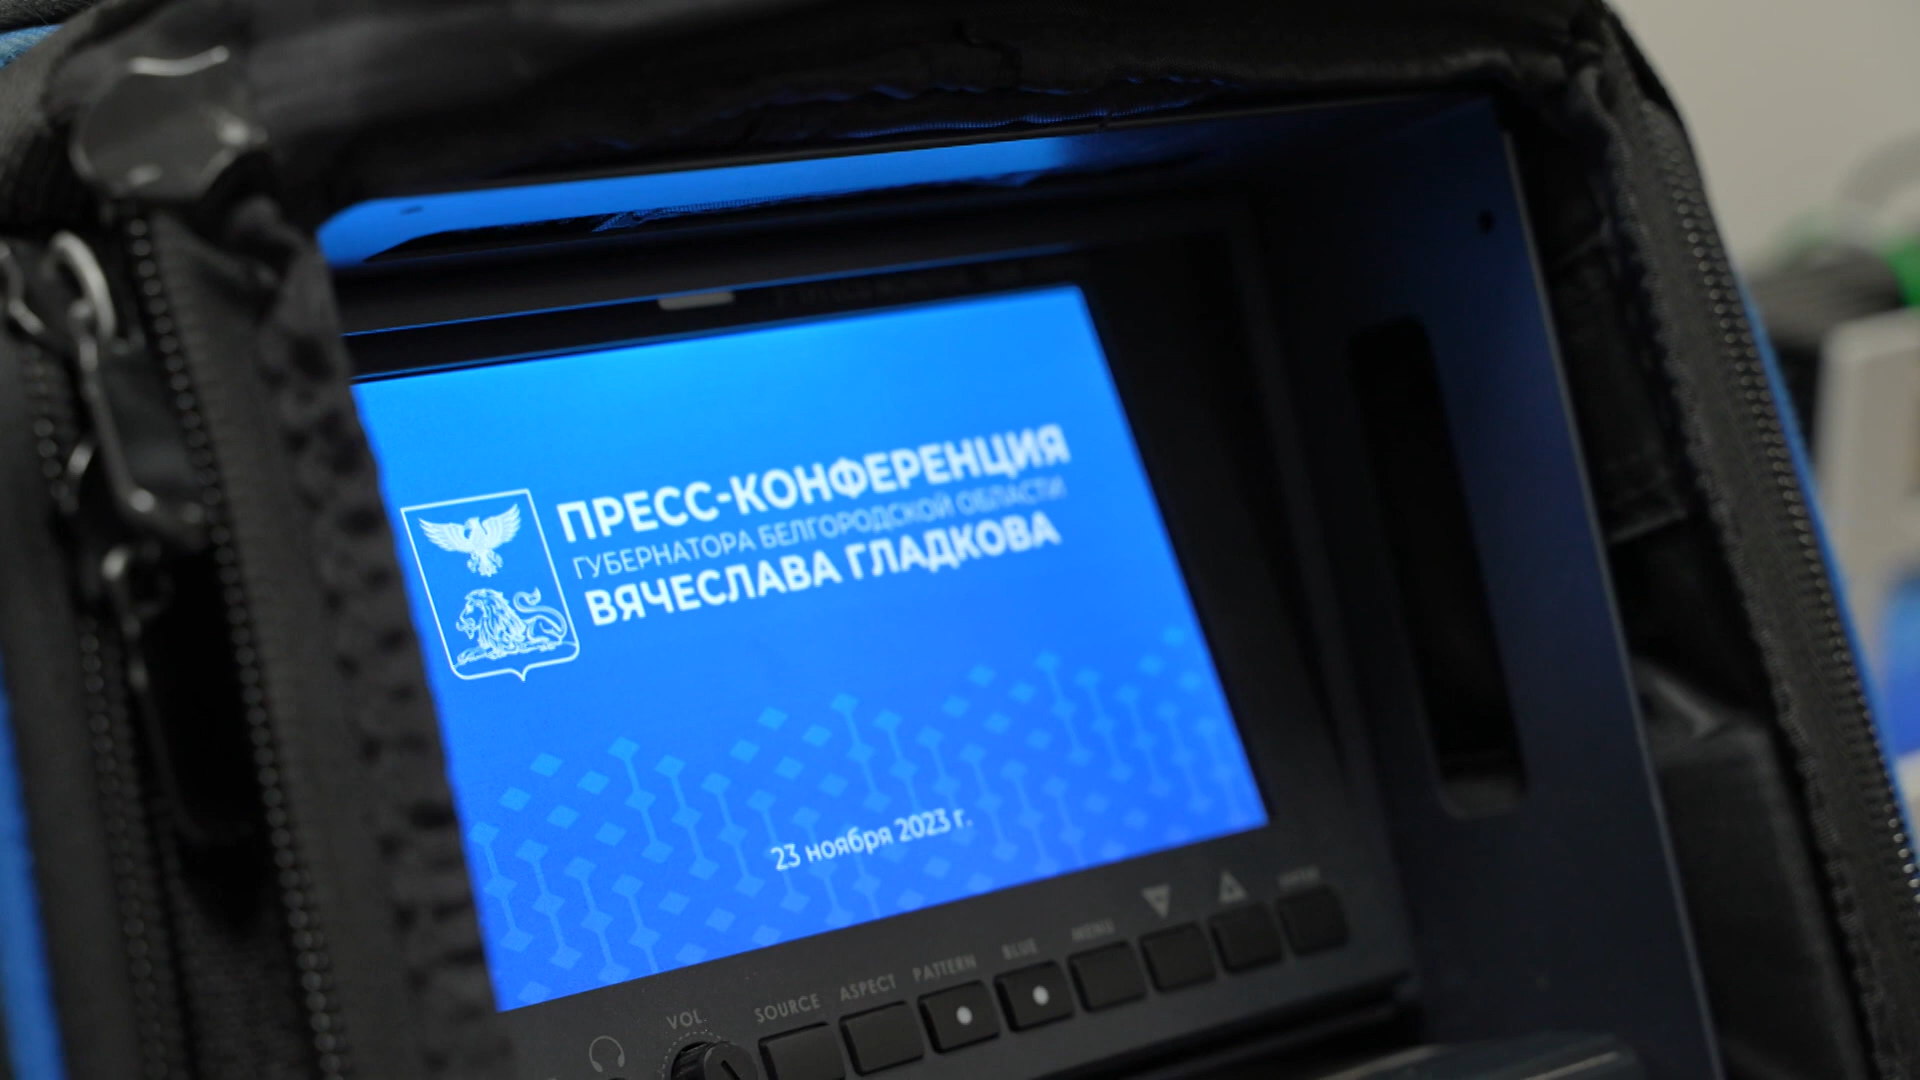 ПРЕСС-КОНФЕРЕНЦИЯ
ГУБЕРНАТОРА БЕЛГОРОДСКОЙ ОБЛАСТИ
ВЯЧЕСЛАВА ГЛАДКОВА
23 ноября 2023 г.
VOL. SOURCE ASPECT PATTERN BLUE MENU